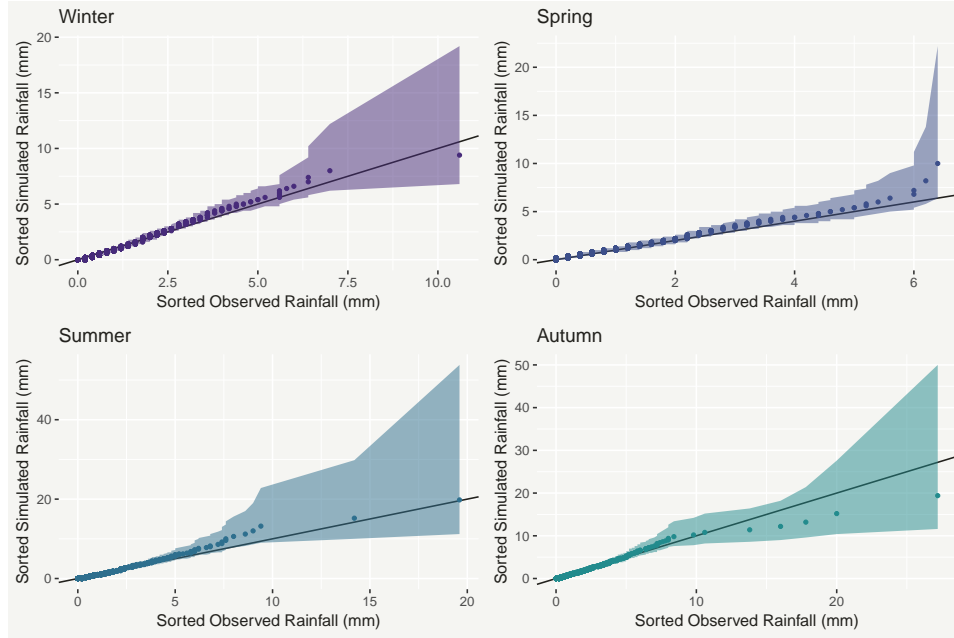 Winter
Sorted Simulated Rainfall (mm)
20
15
10
5
0
0.0 2.5 5.0 7.5 10.0
Sorted Observed Rainfall (mm)
Spring
Sorted Simulated Rainfall (mm)
20
15
10
5
0
0 2 4 6
Sorted Observed Rainfall (mm)
Summer
Sorted Simulated Rainfall (mm)
40
20
0
0 5 10 15 20
Sorted Observed Rainfall (mm)
Autumn
Sorted Simulated Rainfall (mm)
50
40
30
20
10
0
0 10 20
Sorted Observed Rainfall (mm)